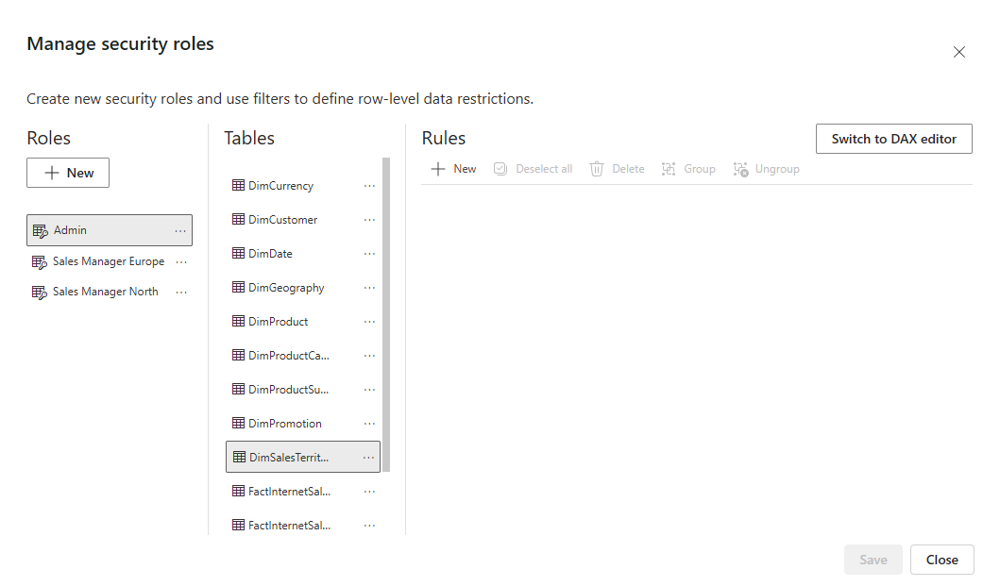 Manage security roles
Create new security roles and use filters to define row-level data restrictions.
Roles
New
Admin ...
Sales Manager Europe ...
Sales Manager North ...
Tables
DimCurrency ...
DimCustomer ...
DimDate ...
DimGeography ...
DimProduct ...
DimProductCa... ...
DimProductSu... ...
DimPromotion ...
DimSalesTerrit... ...
FactInternetSal... ...
FactInternetSal... ...
Rules
Switch to DAX editor
New Deselect all Delete Group Ungroup
Save Close